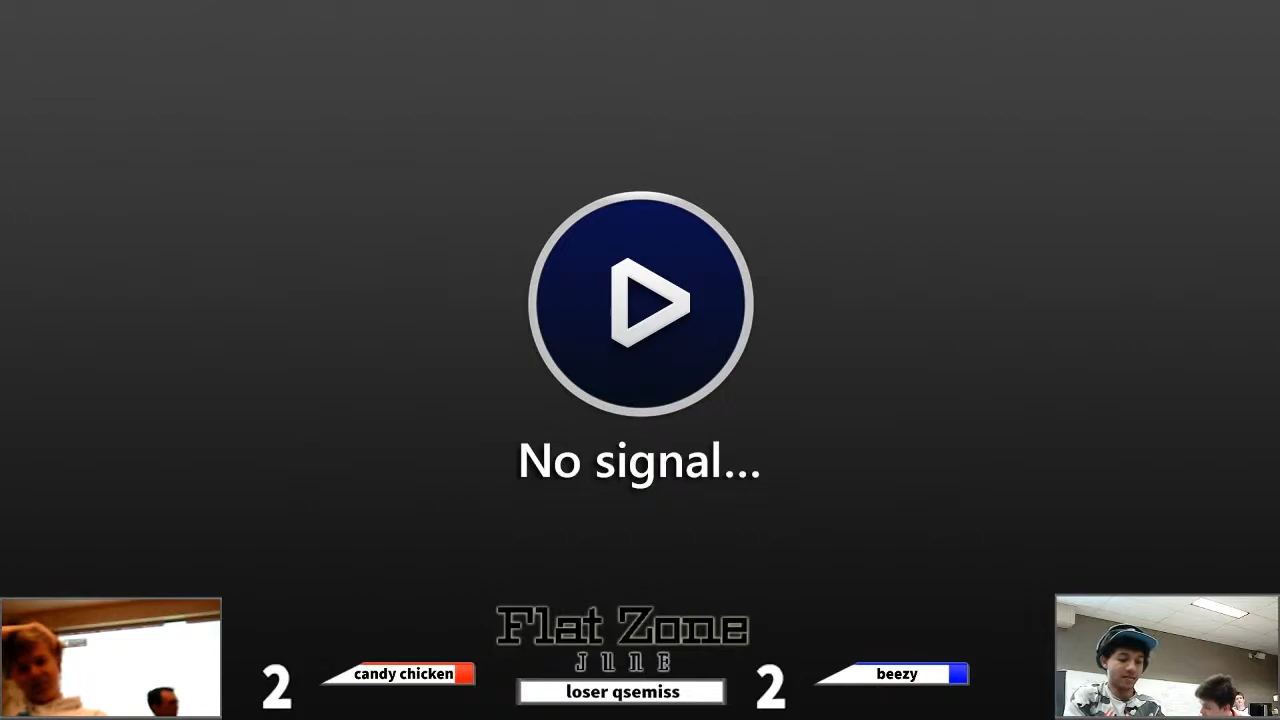 No signal...
Flat Zone
JUNE
2
candy chicken
loser qsemiss
2
beezy